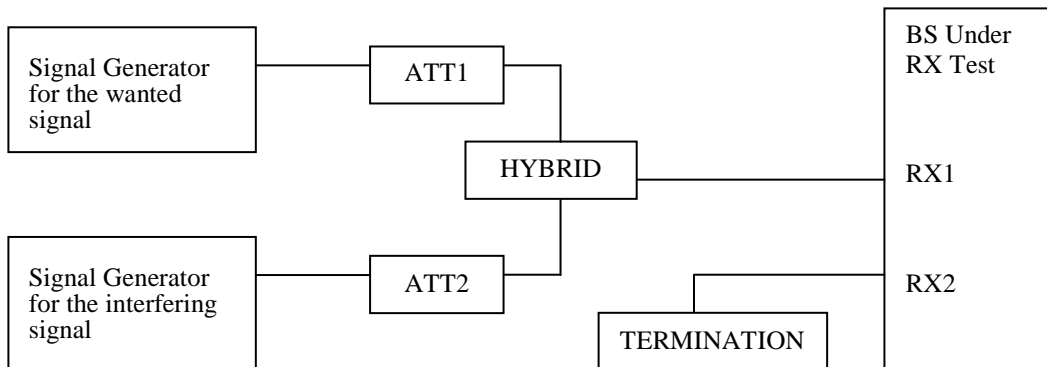 Signal Generator
for the wanted
signal
ATT1
HYBRID
Signal Generator
for the interfering
signal
ATT2
TERMINATION
BS Under
RX Test
RX1
RX2